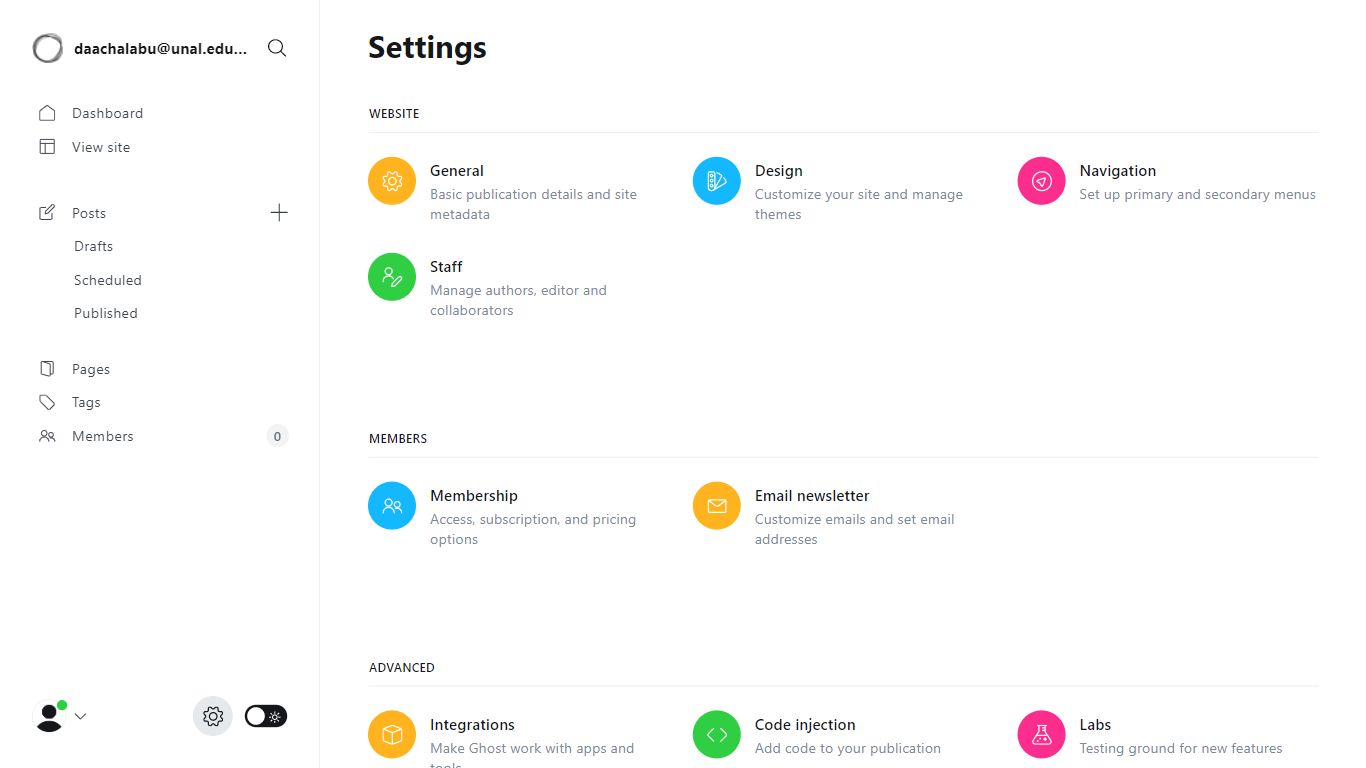 daachalabu@unal.edu...
Dashboard
View site
Posts
Drafts
Scheduled
Published
Pages
Tags
Members 0
Settings
WEBSITE
General
Basic publication details and site
metadata
Design
Customize your site and manage
themes
Navigation
Set up primary and secondary menus
Staff
Manage authors, editor and
collaborators
MEMBERS
Membership
Access, subscription, and pricing
options
Email newsletter
Customize emails and set email
addresses
ADVANCED
Integrations
Make Ghost work with apps and
tools
Code injection
Add code to your publication
Labs
Testing ground for new features